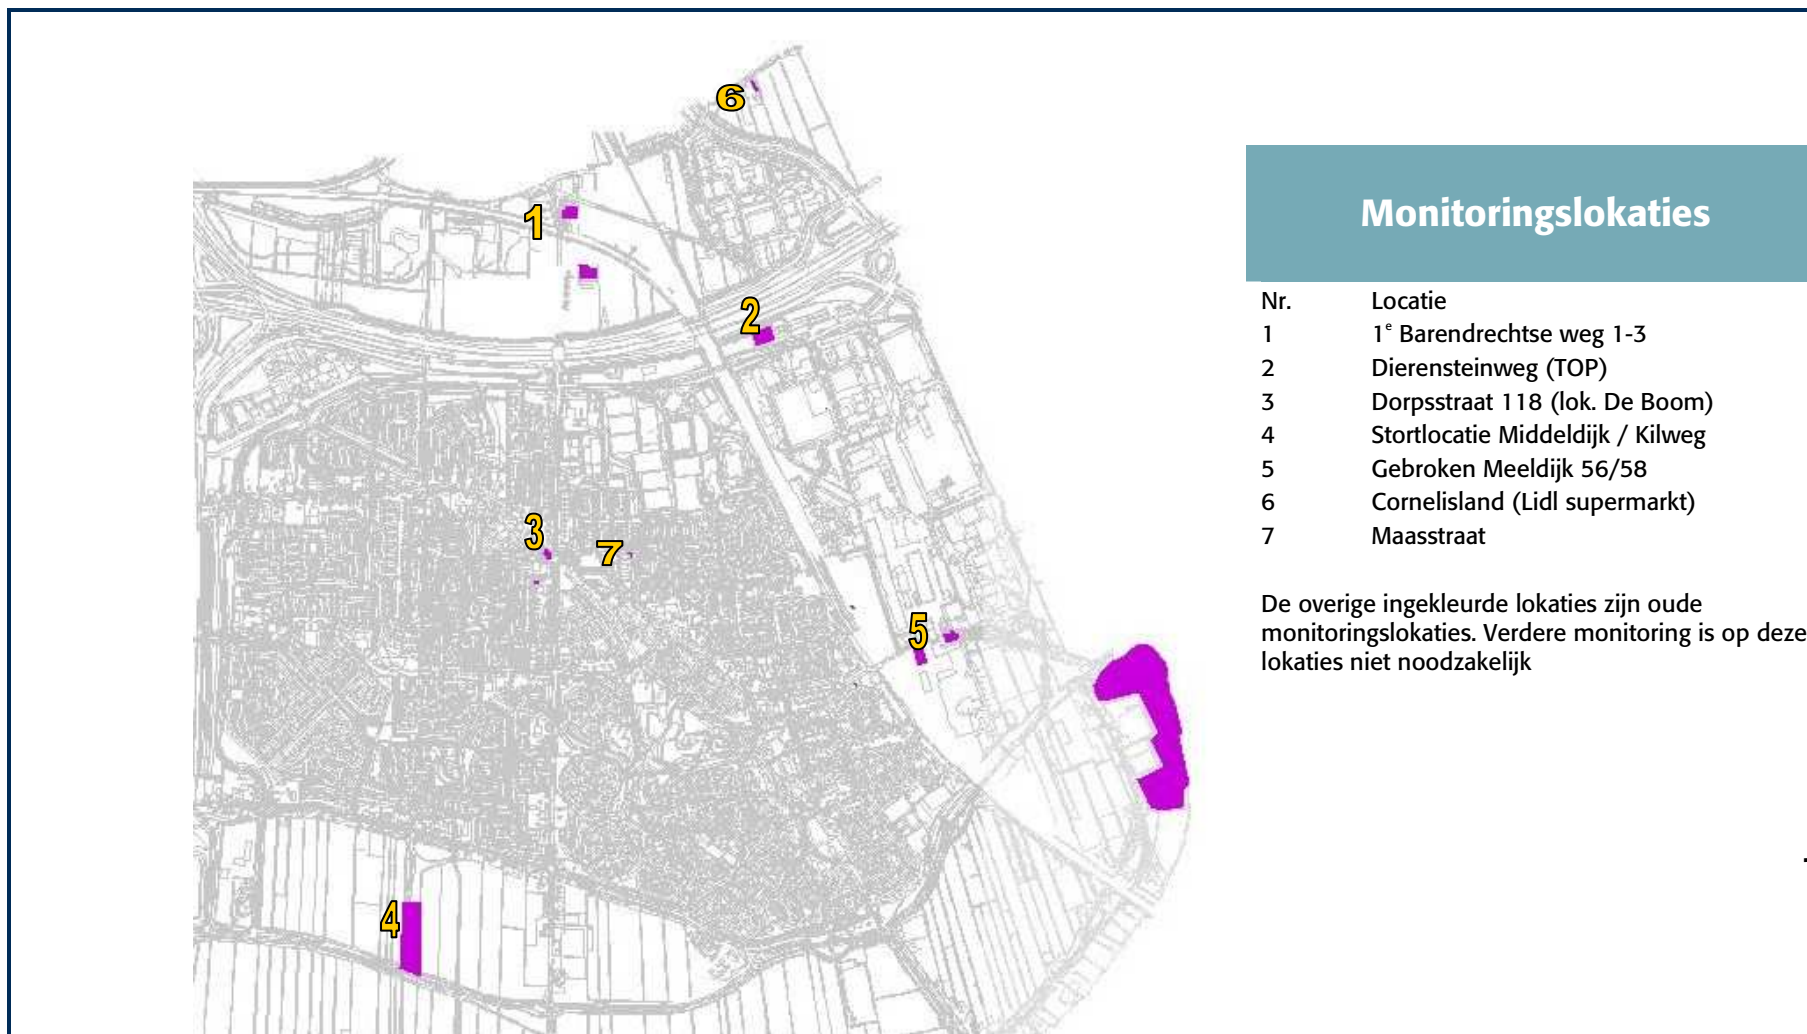 6
1
2
3
7
5
4
Monitoringslokaties
Nr. Locatie
1 1e Barendrechtse weg 1-3
2 Dierensteinweg (TOP)
3 Dorpsstraat 118 (lok. De Boom)
4 Stortlocatie Middeldijk / Kilweg
5 Gebroken Meeldijk 56/58
6 Cornelisland (Lidl supermarkt)
7 Maasstraat
De overige ingekleurde lokaties zijn oude
monitoringslokaties. Verdere monitoring is op deze
lokaties niet noodzakelijk